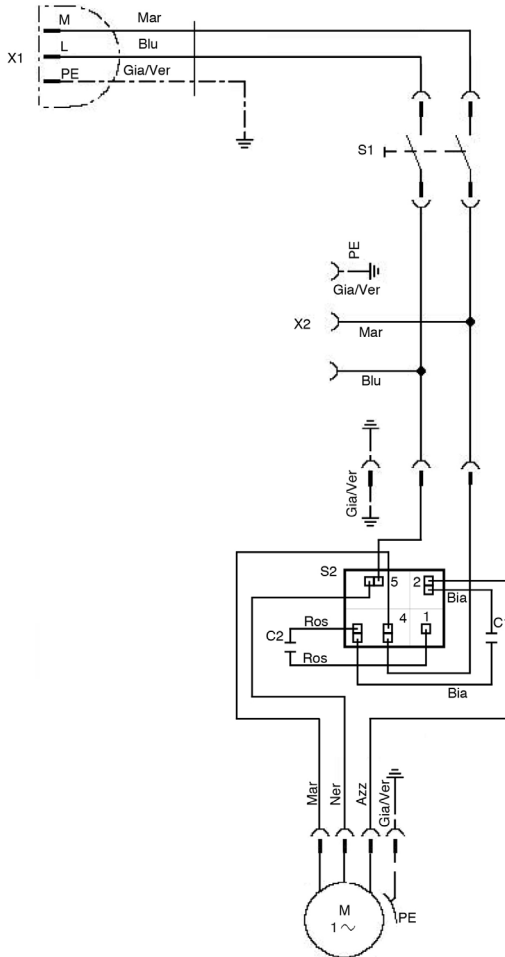 M
Mar
L
Blu
X1
PE
Gia/Ver
S1
PE
Gia/Ver
X2
Mar
Blu
Gia/Ver
S2
5
2
Bia
Ros
4
1
C2
Ros
Bia
Mar
Ner
Azz
Gia/Ver
M
1 ~
PE